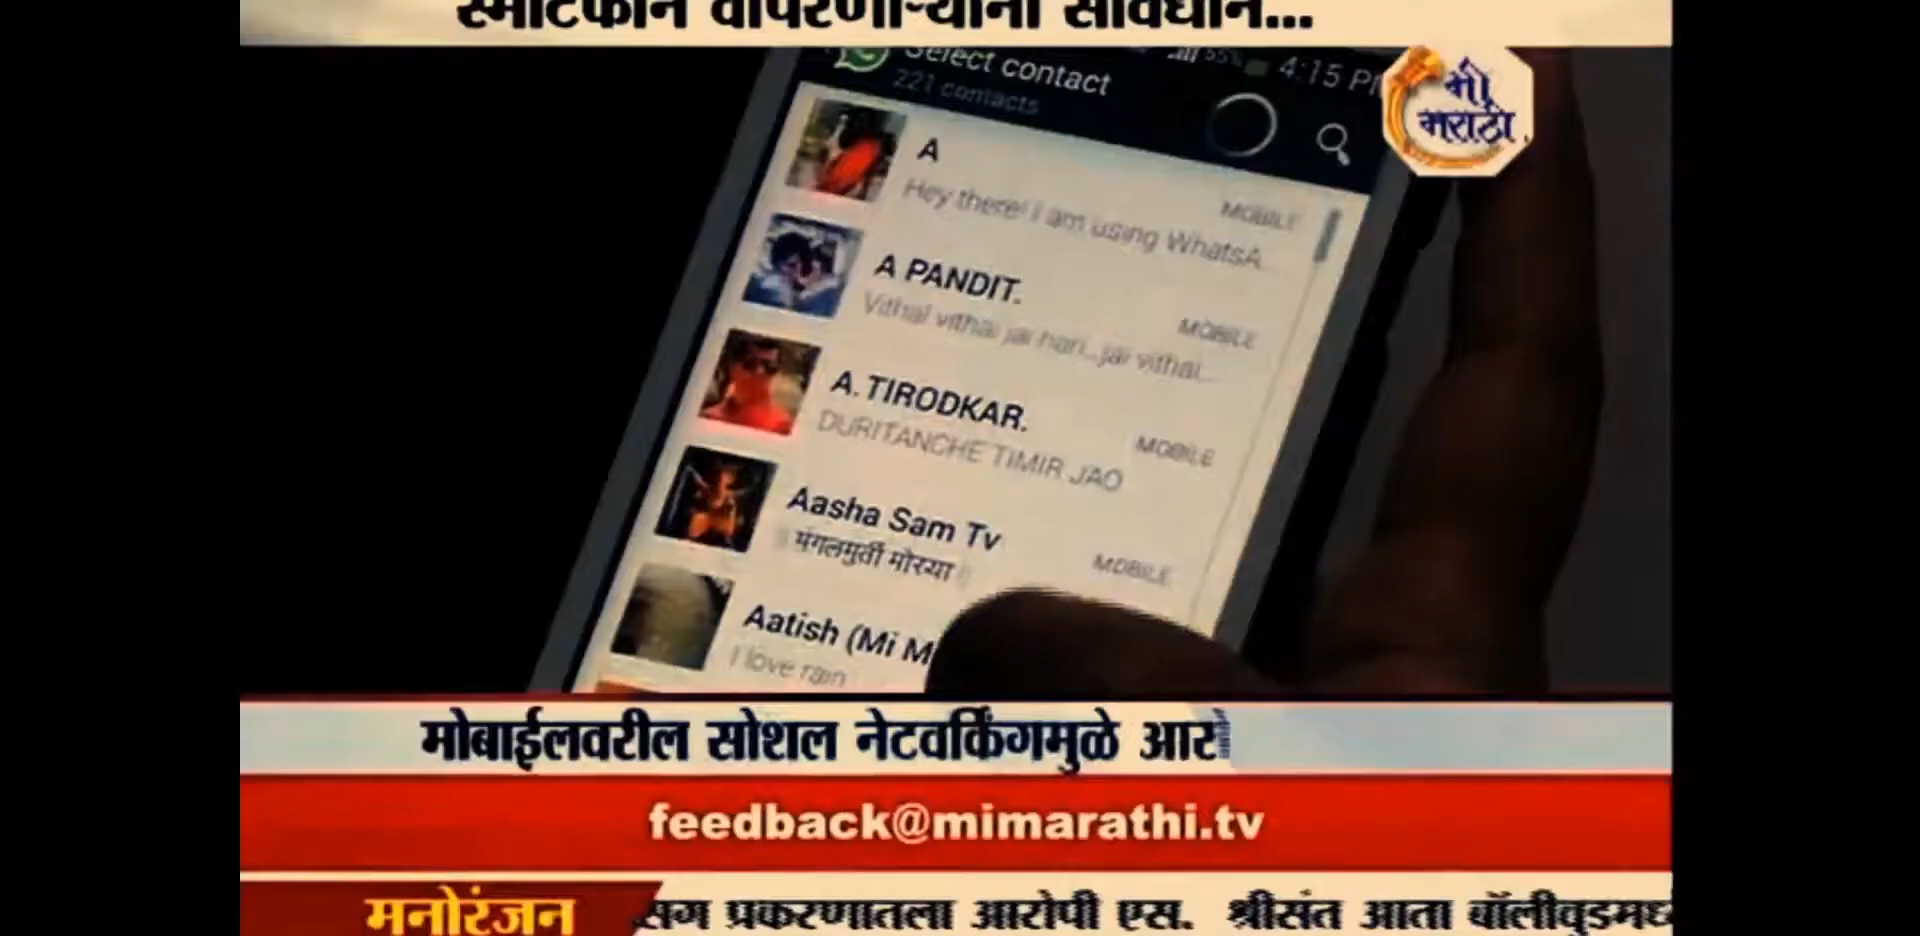 स्मार्टफोन वापरणाऱ्यांनो सावधान...
4:15 PM
Select contact
221 contacts
मी
मराठी
A
MOBILE
Hey there! I am using WhatsA...
A PANDIT.
MOBILE
Vithal vithal jai hari..jai vithal...
A. TIRODKAR.
MOBILE
DURITANCHE TIMIR JAO
Aasha Sam Tv
MOBILE
मंगलमुर्ती मोरया
Aatish (Mi M
I love rain
मोबाईलवरील सोशल नेटवर्किंगमुळे आर
feedback@mimarathi.tv
मनोरंजन
प्रकरणातला आरोपी एस. श्रीसंत आता बॉलीवुडमध्